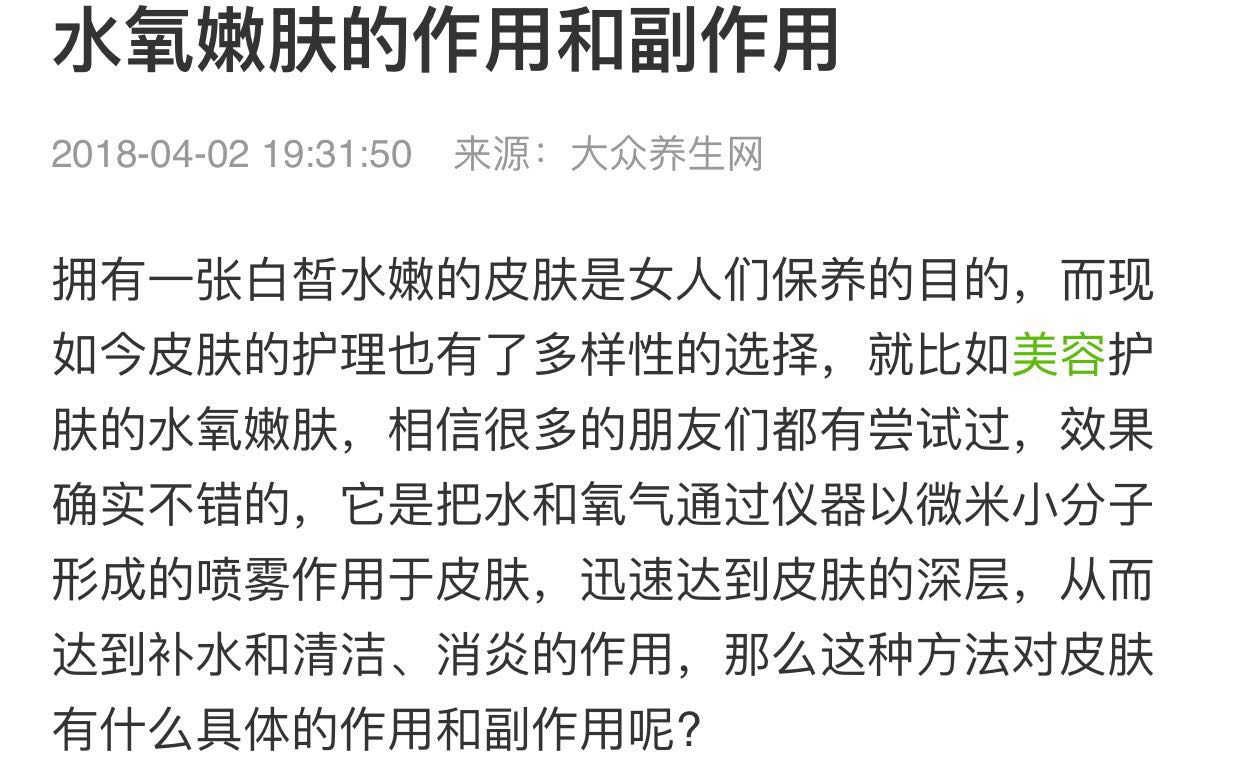 水氧嫩肤的作用和副作用
2018-04-02 19:31:50 来源：大众养生网
拥有一张白皙水嫩的皮肤是女人们保养的目的，而现
如今皮肤的护理也有了多样性的选择，就比如美容护
肤的水氧嫩肤，相信很多的朋友们都有尝试过，效果
确实不错的，它是把水和氧气通过仪器以微米小分子
形成的喷雾作用于皮肤，迅速达到皮肤的深层，从而
达到补水和清洁、消炎的作用，那么这种方法对皮肤
有什么具体的作用和副作用呢?